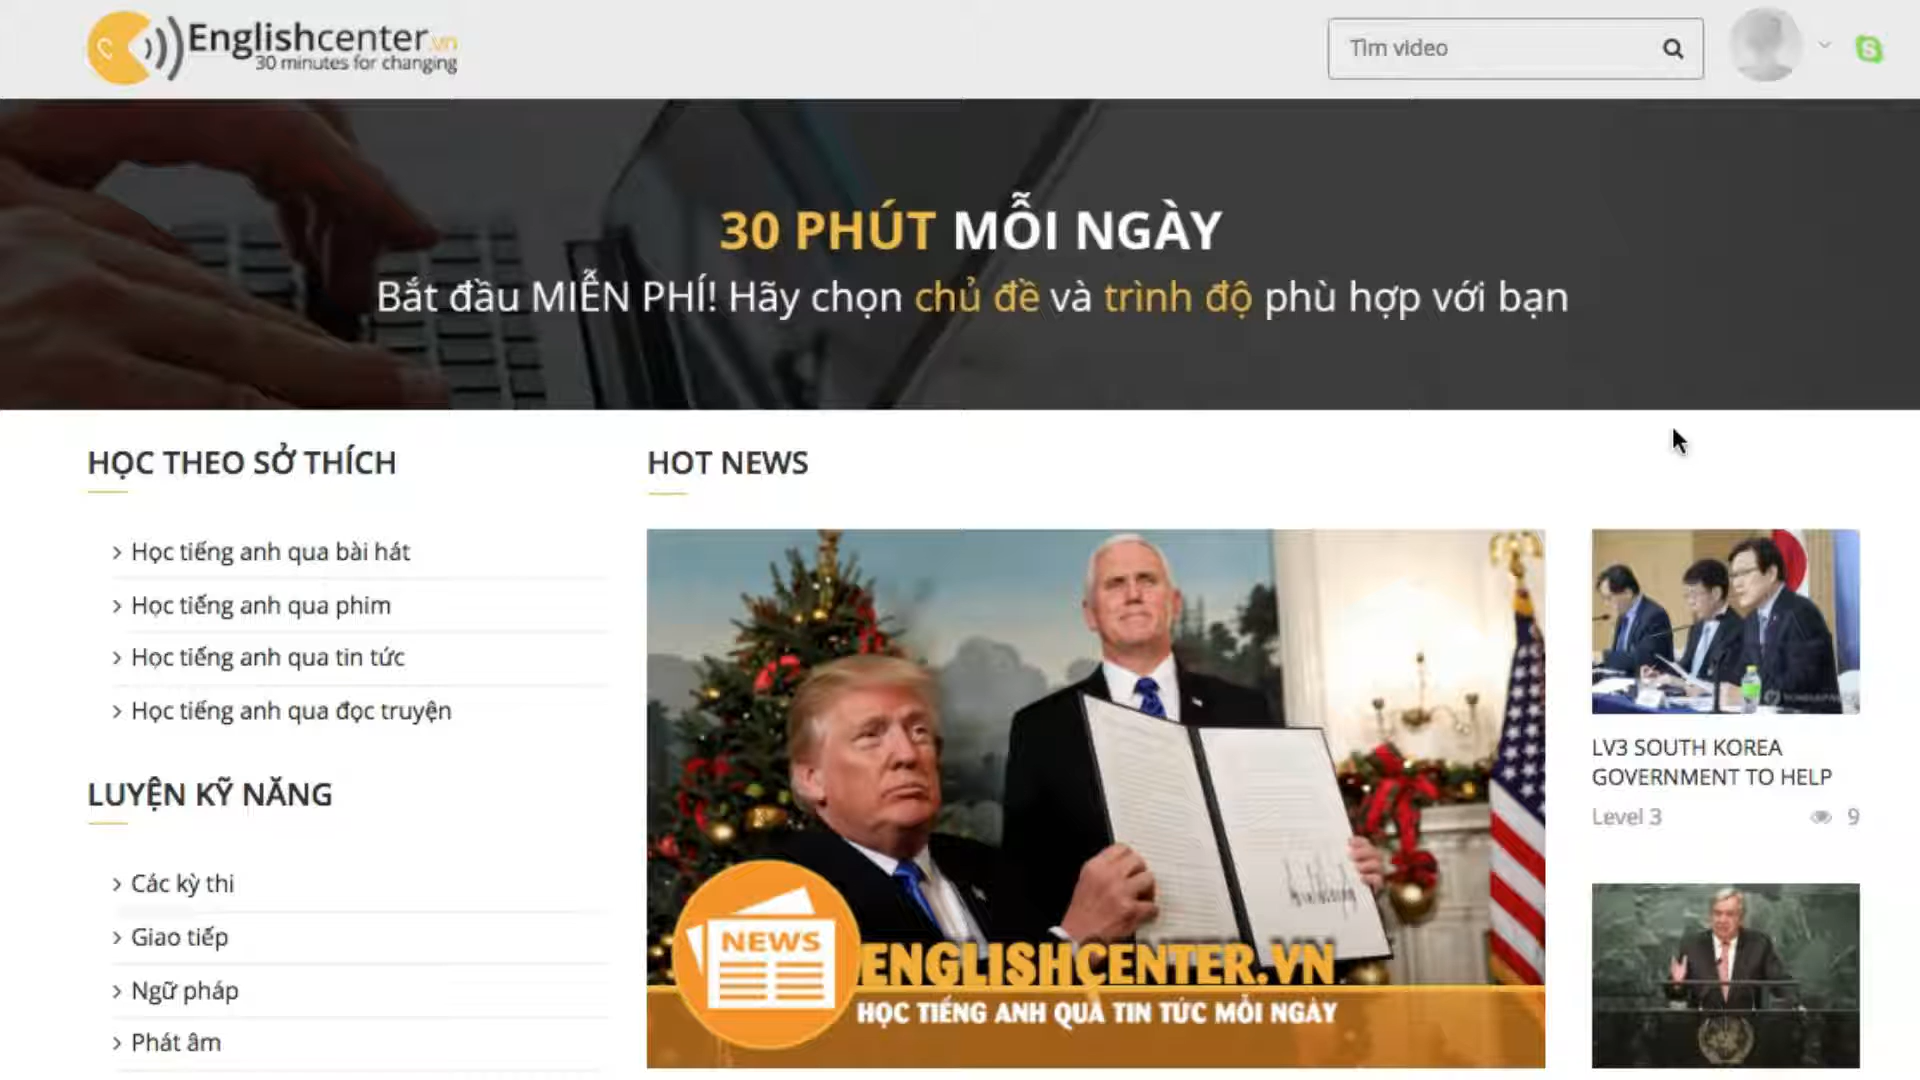 Englishcenter.vn
30 minutes for changing
Tìm video
30 PHÚT MỖI NGÀY
Bắt đầu MIỄN PHÍ! Hãy chọn chủ đề và trình độ phù hợp với bạn
HỌC THEO SỞ THÍCH
Học tiếng anh qua bài hát
Học tiếng anh qua phim
Học tiếng anh qua tin tức
Học tiếng anh qua đọc truyện
LUYỆN KỸ NĂNG
Các kỳ thi
Giao tiếp
Ngữ pháp
Phát âm
HOT NEWS
NEWS
ENGLISHCENTER.VN
HỌC TIẾNG ANH QUA TIN TỨC MỖI NGÀY
LV3 SOUTH KOREA
GOVERNMENT TO HELP
Level 3 9